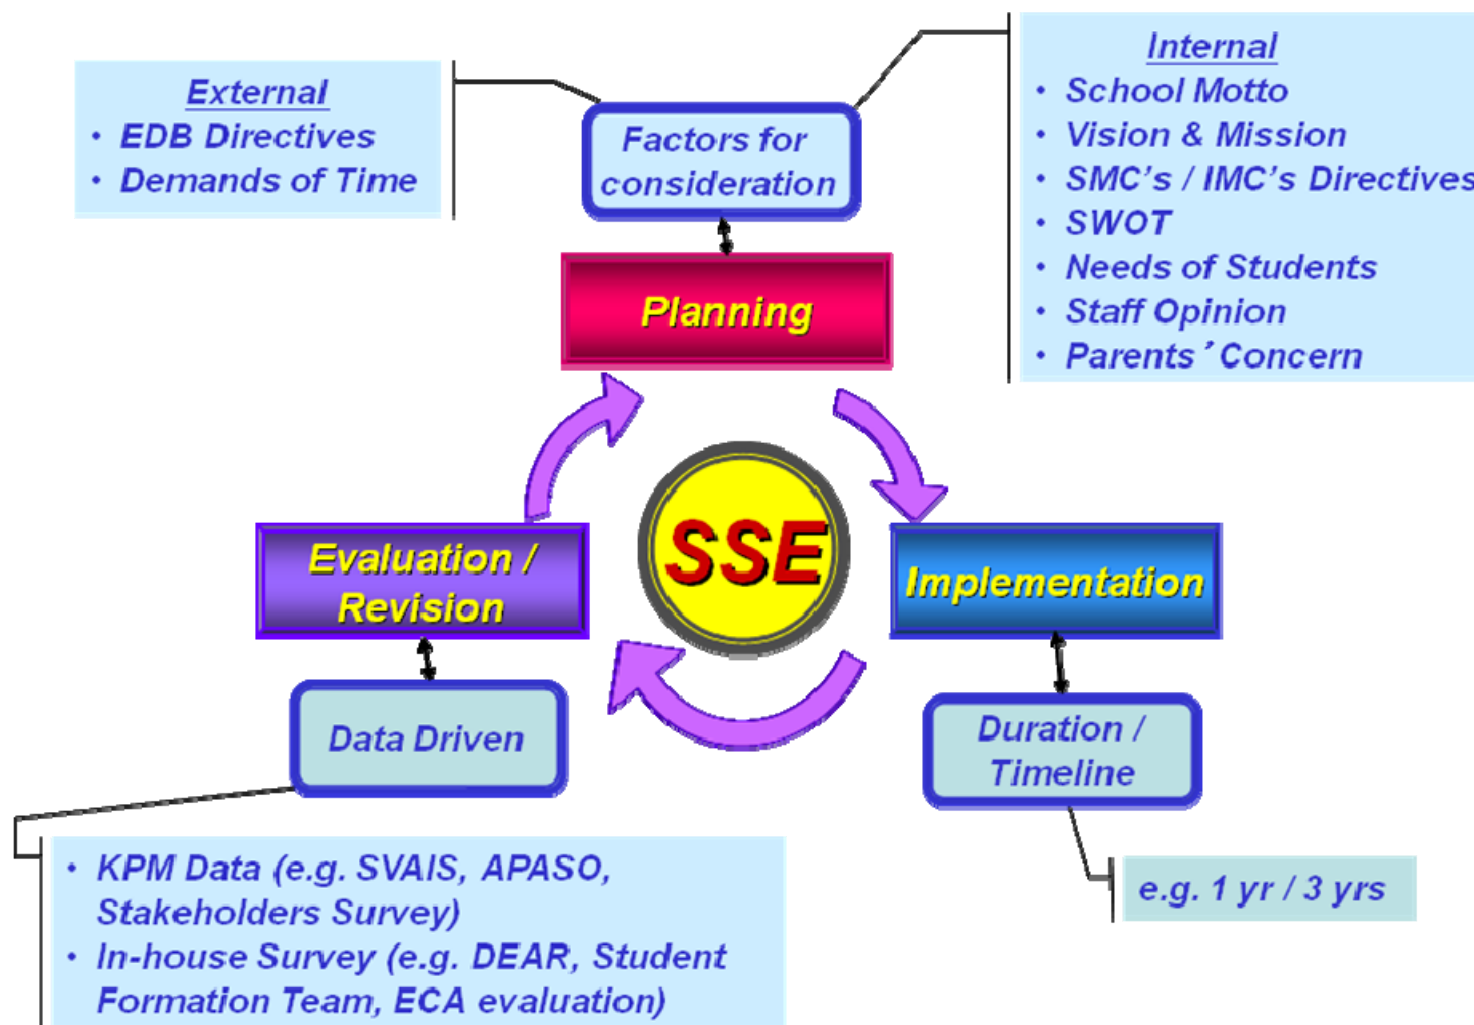 External
• EDB Directives
• Demands of Time
Factors for
consideration
Internal
• School Motto
• Vision & Mission
• SMC's / IMC's Directives
• SWOT
• Needs of Students
• Staff Opinion
• Parents´ Concern
Planning
SSE
Evaluation /
Revision
Implementation
Data Driven
Duration /
Timeline
• KPM Data (e.g. SVAIS, APASO,
Stakeholders Survey)
• In-house Survey (e.g. DEAR, Student
Formation Team, ECA evaluation)
e.g. 1 yr / 3 yrs